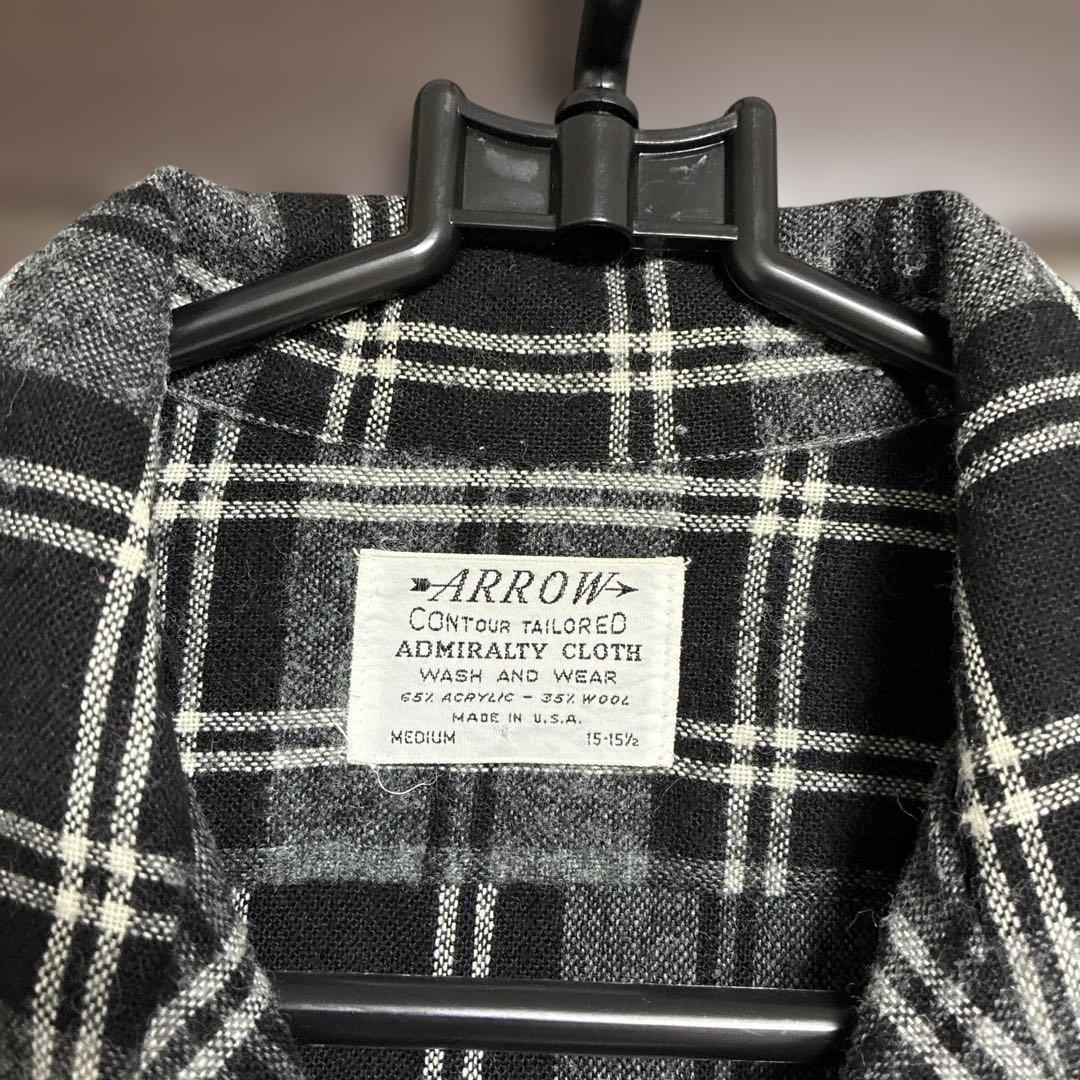 ARROW
CONTOUR TAILORED
ADMIRALTY CLOTH
WASH AND WEAR
65% ACRYLIC - 35% WOOL
MADE IN U.S.A.
MEDIUM 15-15½